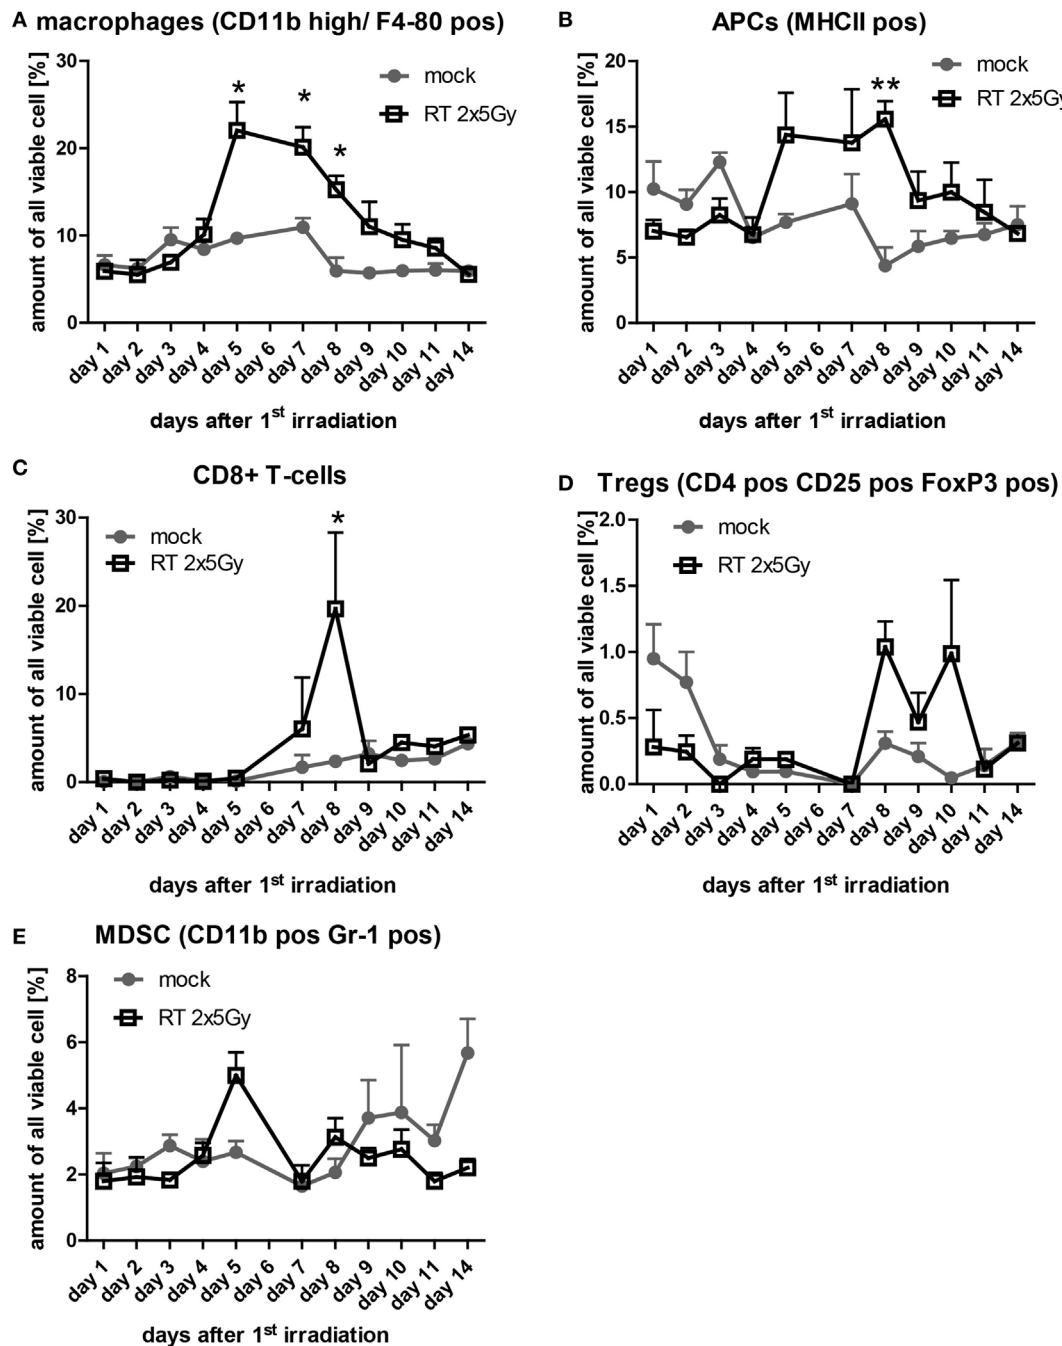 A macrophages (CD11b high/ F4-80 pos)
amount of all viable cell [%]
30
20
10
0
mock
RT 2x5Gy
*
*
*
day 1 day 2 day 3 day 4 day 5 day 6 day 7 day 8 day 9 day 10 day 11 day 14
days after 1st irradiation
B APCs (MHCII pos)
amount of all viable cell [%]
20
15
10
5
0
mock
RT 2x5Gy
**
day 1 day 2 day 3 day 4 day 5 day 6 day 7 day 8 day 9 day 10 day 11 day 14
days after 1st irradiation
C CD8+ T-cells
amount of all viable cell [%]
30
20
10
0
mock
RT 2x5Gy
*
day 1 day 2 day 3 day 4 day 5 day 6 day 7 day 8 day 9 day 10 day 11 day 14
days after 1st irradiation
D Tregs (CD4 pos CD25 pos FoxP3 pos)
amount of all viable cell [%]
2.0
1.5
1.0
0.5
0.0
mock
RT 2x5Gy
day 1 day 2 day 3 day 4 day 5 day 6 day 7 day 8 day 9 day 10 day 11 day 14
days after 1st irradiation
E MDSC (CD11b pos Gr-1 pos)
amount of all viable cell [%]
8
6
4
2
0
mock
RT 2x5Gy
day 1 day 2 day 3 day 4 day 5 day 6 day 7 day 8 day 9 day 10 day 11 day 14
days after 1st irradiation